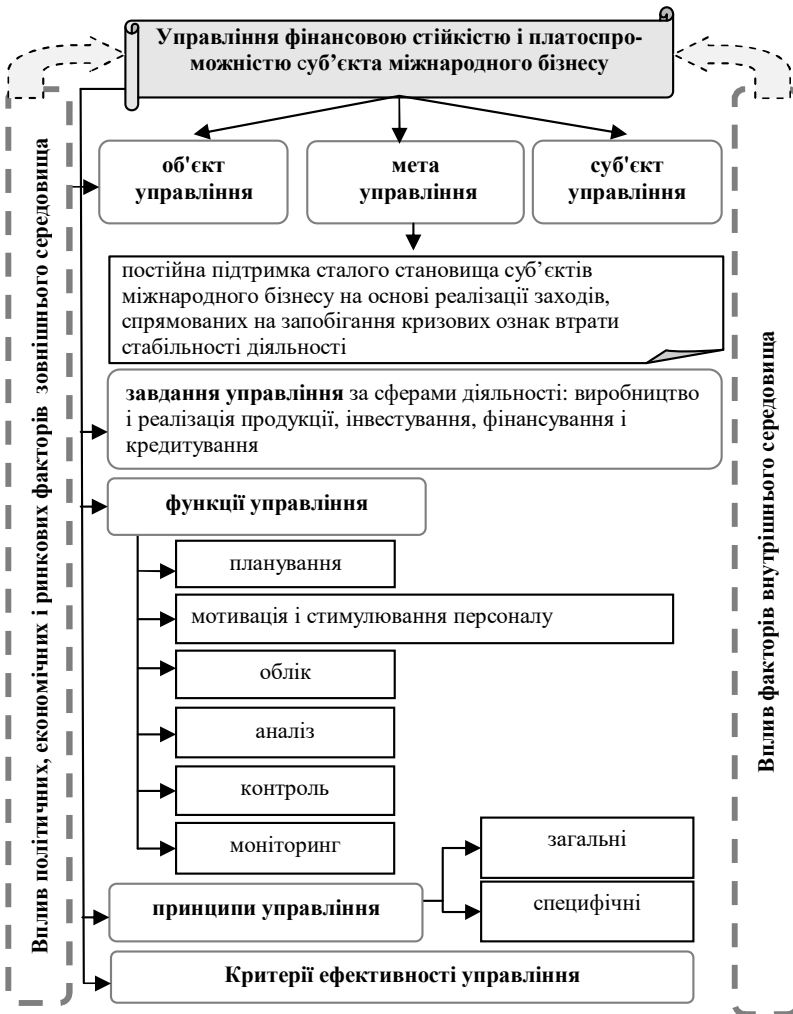 Управління фінансовою стійкістю і платоспро-
можністю суб’єкта міжнародного бізнесу
об'єкт
управління
мета
управління
суб'єкт
управління
постійна підтримка сталого становища суб’єктів
міжнародного бізнесу на основі реалізації заходів,
спрямованих на запобігання кризових ознак втрати
стабільності діяльності
завдання управління за сферами діяльності: виробництво
і реалізація продукції, інвестування, фінансування і
кредитування
функції управління
планування
мотивація і стимулювання персоналу
облік
аналіз
контроль
моніторинг
загальні
принципи управління
специфічні
Критерії ефективності управління
Вплив політичних, економічних і ринкових факторів зовнішнього середовища
Вплив факторів внутрішнього середовища